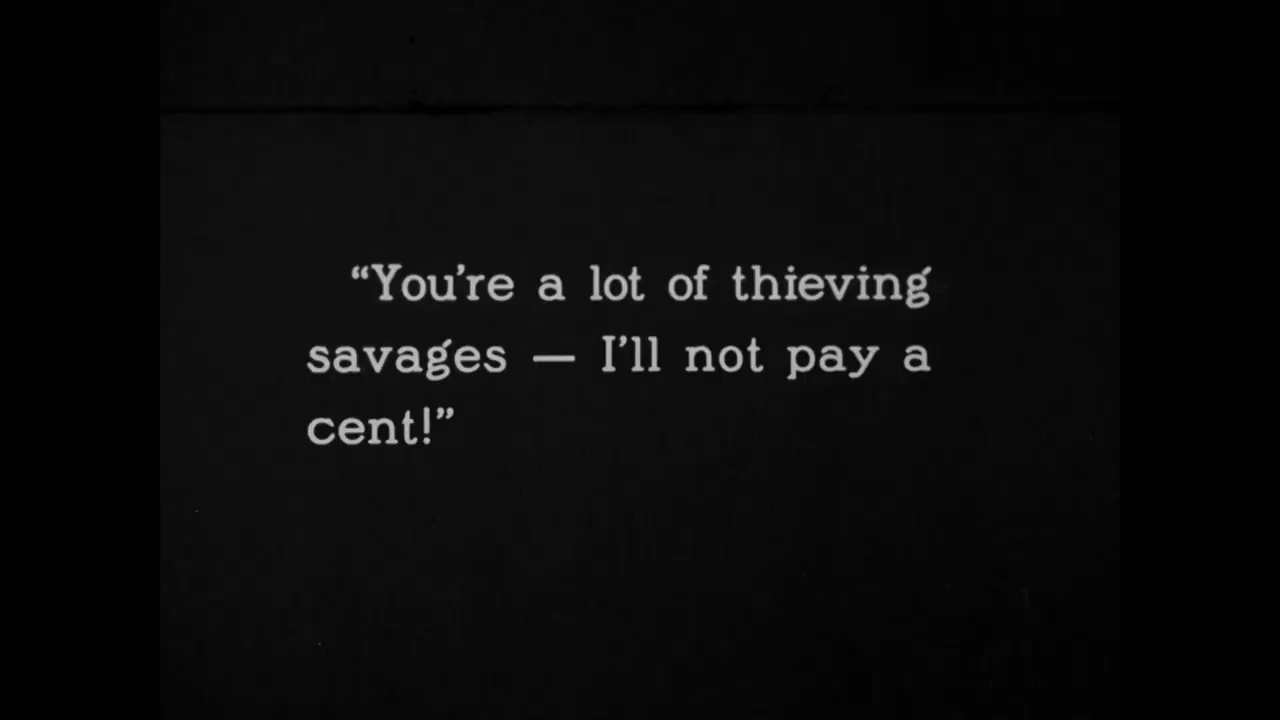 “You’re a lot of thieving
savages — I’ll not pay a
cent!”